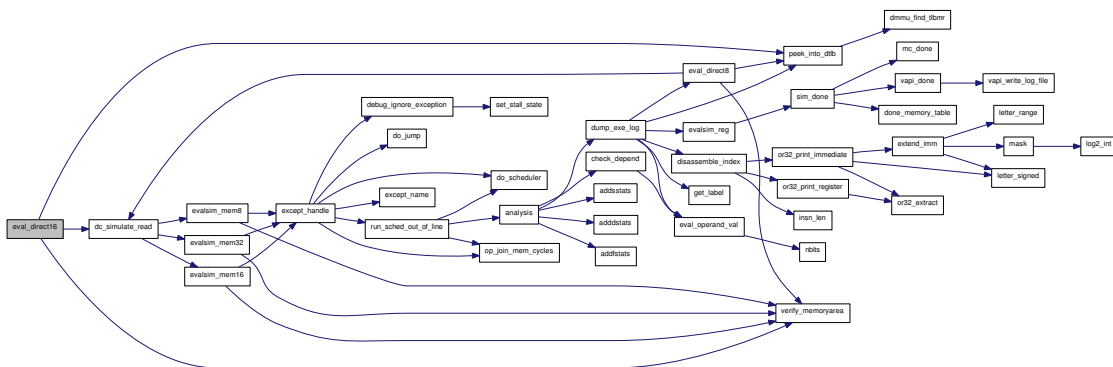 eval_direct16
dc_simulate_read
evalsim_mem8
evalsim_mem32
evalsim_mem16
except_handle
debug_ignore_exception
do_jump
except_name
run_sched_out_of_line
set_stall_state
do_scheduler
analysis
op_join_mem_cycles
dump_exe_log
check_depend
addsstats
adddstats
addfstats
eval_direct8
evalsim_reg
disassemble_index
get_label
eval_operand_val
peek_into_dtlb
sim_done
or32_print_immediate
or32_print_register
insn_len
nbits
verify_memoryarea
dmmu_find_tlbmr
mc_done
vapi_done
done_memory_table
extend_imm
or32_extract
vapi_write_log_file
letter_range
mask
letter_signed
log2_int